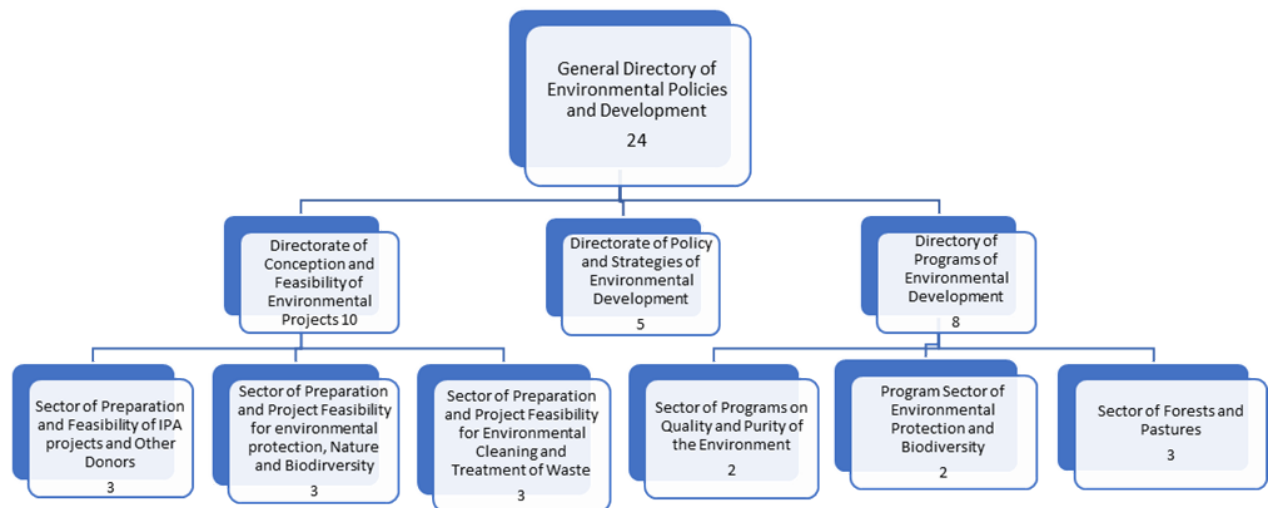 General Directory of
Environmental Policies
and Development
24
Directorate of
Conception and
Feasibility of
Environmental
Projects 10
Directorate of Policy
and Strategies of
Environmental
Development
5
Directory of
Programs of
Environmental
Development
8
Sector of Preparation
and Feasibility of IPA
projects and Other
Donors
3
Sector of Preparation
and Project Feasibility
for environmental
protection, Nature
and Biodirversity
3
Sector of Preparation
and Project Feasibility
for Environmental
Cleaning and
Treatment of Waste
3
Sector of Programs on
Quality and Purity of
the Environment
2
Program Sector of
Environmental
Protection and
Biodiversity
2
Sector of Forests and
Pastures
3